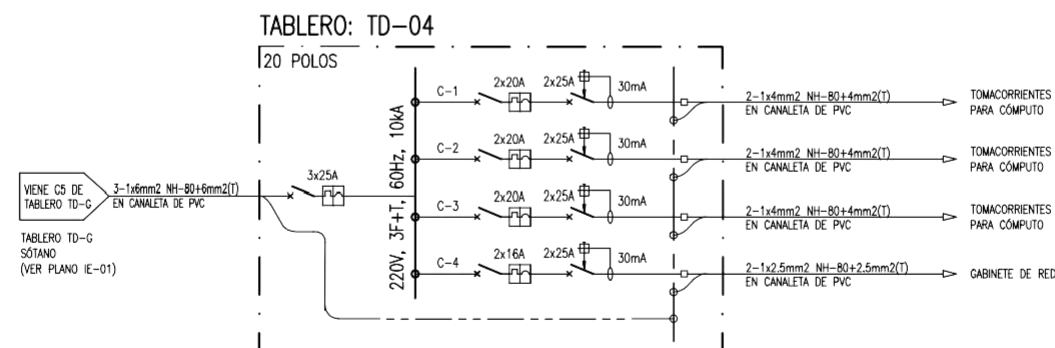 TABLERO: TD-04
20 POLOS
VIENE C5 DE
TABLERO TD-G
3-1x6mm2 NH-80+6mm2(T)
EN CANALETA DE PVC
TABLERO TD-G
SÓTANO
(VER PLANO IE-01)
3x25A
220V, 3F+T, 60Hz, 10kA
C-1
2x20A
2x25A
30mA
2-1x4mm2 NH-80+4mm2(T)
EN CANALETA DE PVC
TOMACORRIENTES
PARA CÓMPUTO
C-2
2x20A
2x25A
30mA
2-1x4mm2 NH-80+4mm2(T)
EN CANALETA DE PVC
TOMACORRIENTES
PARA CÓMPUTO
C-3
2x20A
2x25A
30mA
2-1x4mm2 NH-80+4mm2(T)
EN CANALETA DE PVC
TOMACORRIENTES
PARA CÓMPUTO
C-4
2x16A
2x25A
30mA
2-1x2.5mm2 NH-80+2.5mm2(T)
EN CANALETA DE PVC
GABINETE DE RED